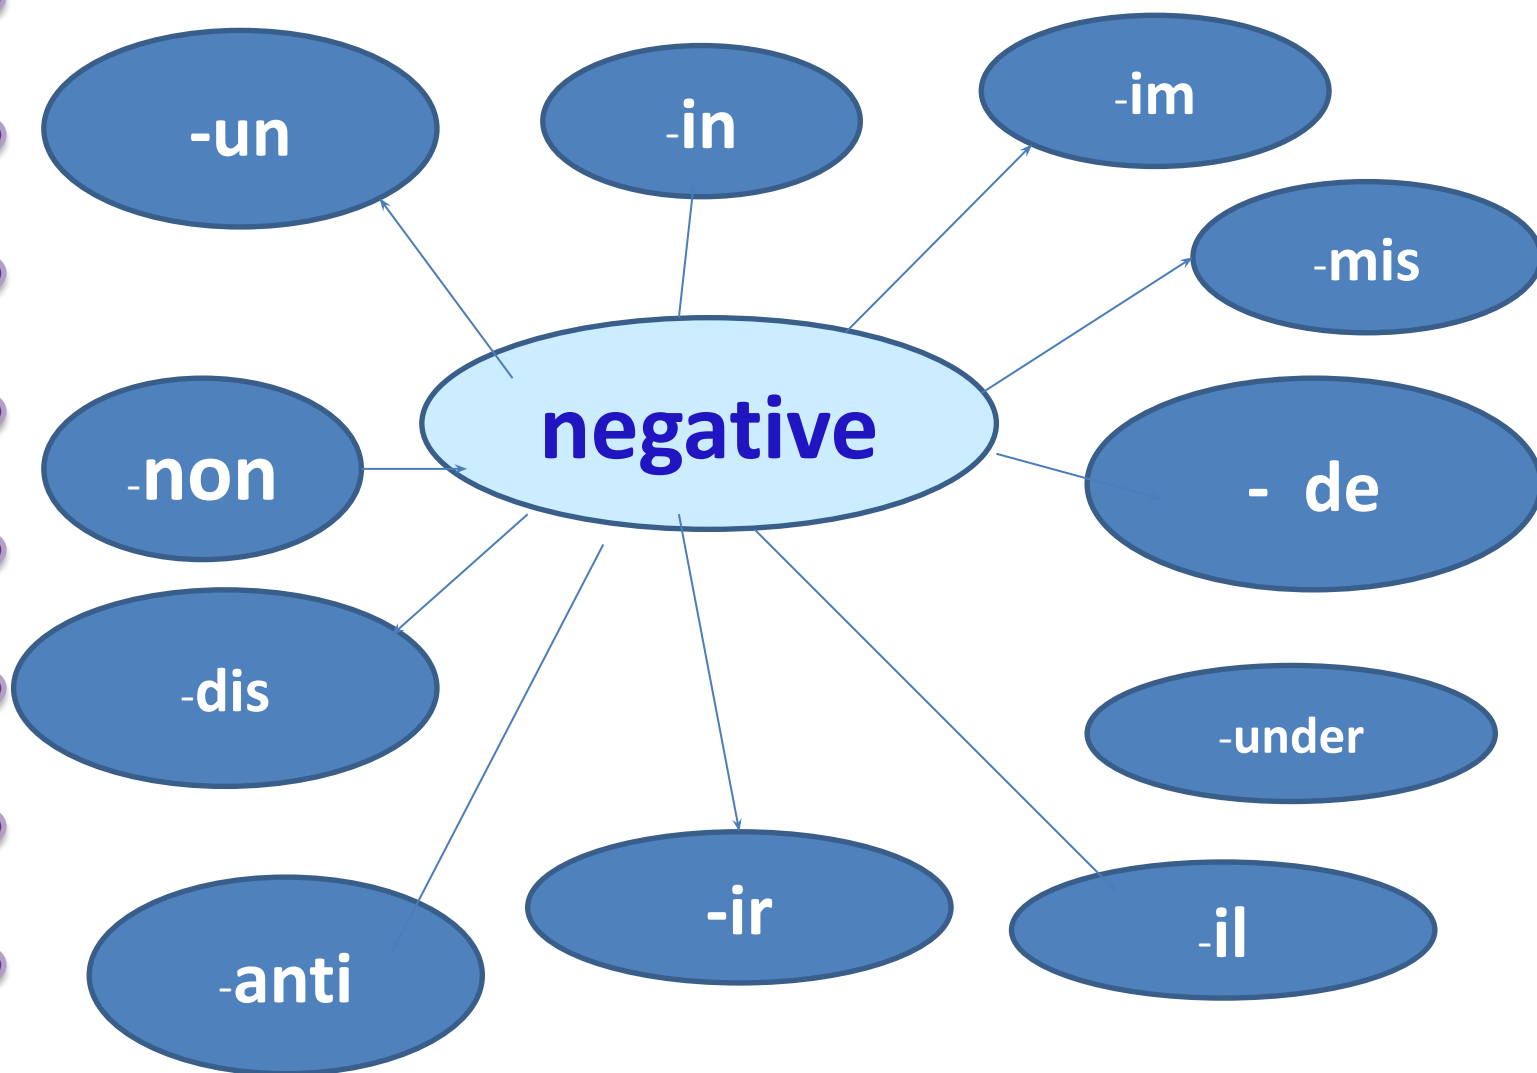 -un
-in
-im
-mis
negative
-non
- de
-dis
-under
-ir
-il
-anti